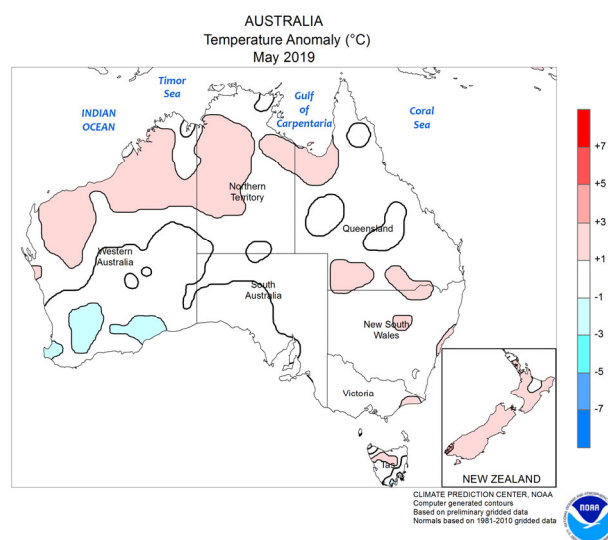 AUSTRALIA
Temperature Anomaly (°C)
May 2019
Timor
Sea
Gulf
of
Carpentaria
Coral
Sea
INDIAN
OCEAN
+7
+5
+3
+1
-1
-3
-5
-7
Northern
Territory
Queensland
Western
Australia
South
Australia
New South
Wales
Victoria
Tas
NEW ZEALAND
CLIMATE PREDICTION CENTER, NOAA
Computer generated contours
Based on preliminary gridded data
Normals based on 1981-2010 gridded data
NOAA